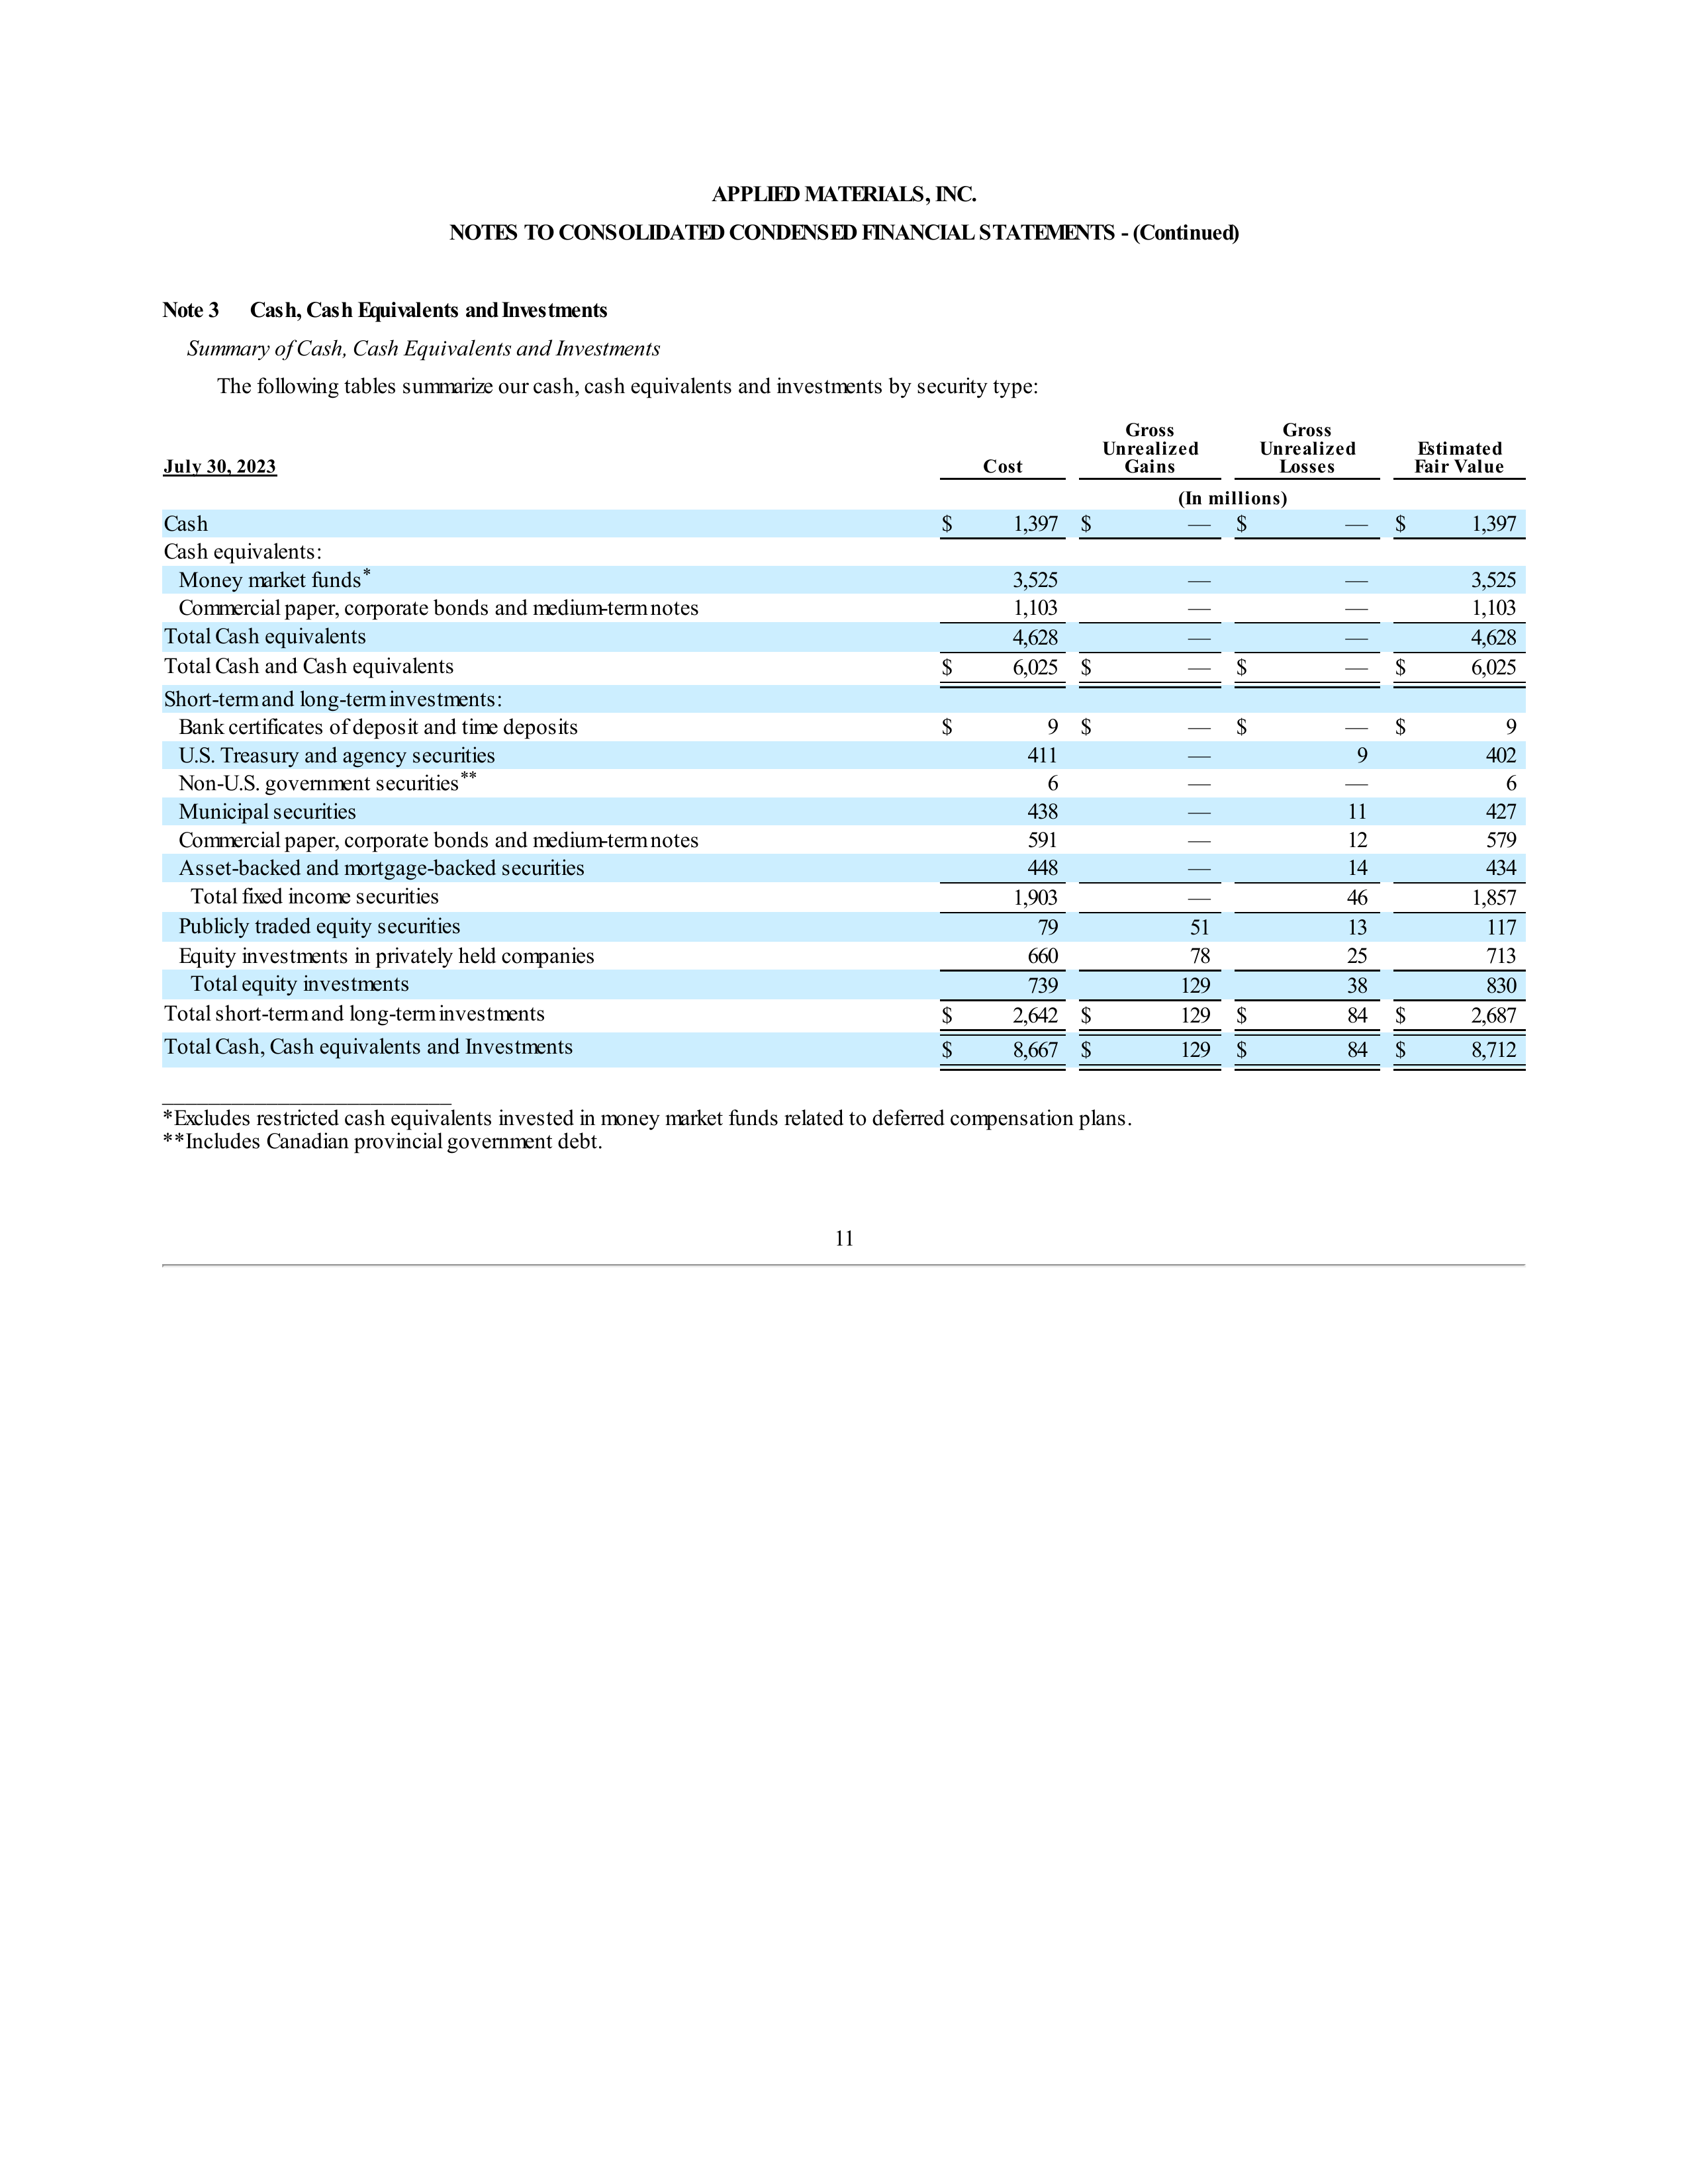 APPLIED MATERIALS, INC.
NOTES TO CONSOLIDATED CONDENSED FINANCIAL STATEMENTS - (Continued)
Note 3 Cash, Cash Equivalents and Investments
Summary of Cash, Cash Equivalents and Investments
The following tables summarize our cash, cash equivalents and investments by security type:
July 30, 2023 Cost Gross Unrealized Gains Gross Unrealized Losses Estimated Fair Value
(In millions)
Cash $ 1,397 $ — $ — $ 1,397
Cash equivalents:
Money market funds* 3,525 — — 3,525
Commercial paper, corporate bonds and medium-term notes 1,103 — — 1,103
Total Cash equivalents 4,628 — — 4,628
Total Cash and Cash equivalents $ 6,025 $ — $ — $ 6,025
Short-term and long-term investments:
Bank certificates of deposit and time deposits $ 9 $ — $ — $ 9
U.S. Treasury and agency securities 411 — 9 402
Non-U.S. government securities** 6 — — 6
Municipal securities 438 — 11 427
Commercial paper, corporate bonds and medium-term notes 591 — 12 579
Asset-backed and mortgage-backed securities 448 — 14 434
Total fixed income securities 1,903 — 46 1,857
Publicly traded equity securities 79 51 13 117
Equity investments in privately held companies 660 78 25 713
Total equity investments 739 129 38 830
Total short-term and long-term investments $ 2,642 $ 129 $ 84 $ 2,687
Total Cash, Cash equivalents and Investments $ 8,667 $ 129 $ 84 $ 8,712
*Excludes restricted cash equivalents invested in money market funds related to deferred compensation plans.
**Includes Canadian provincial government debt.
11